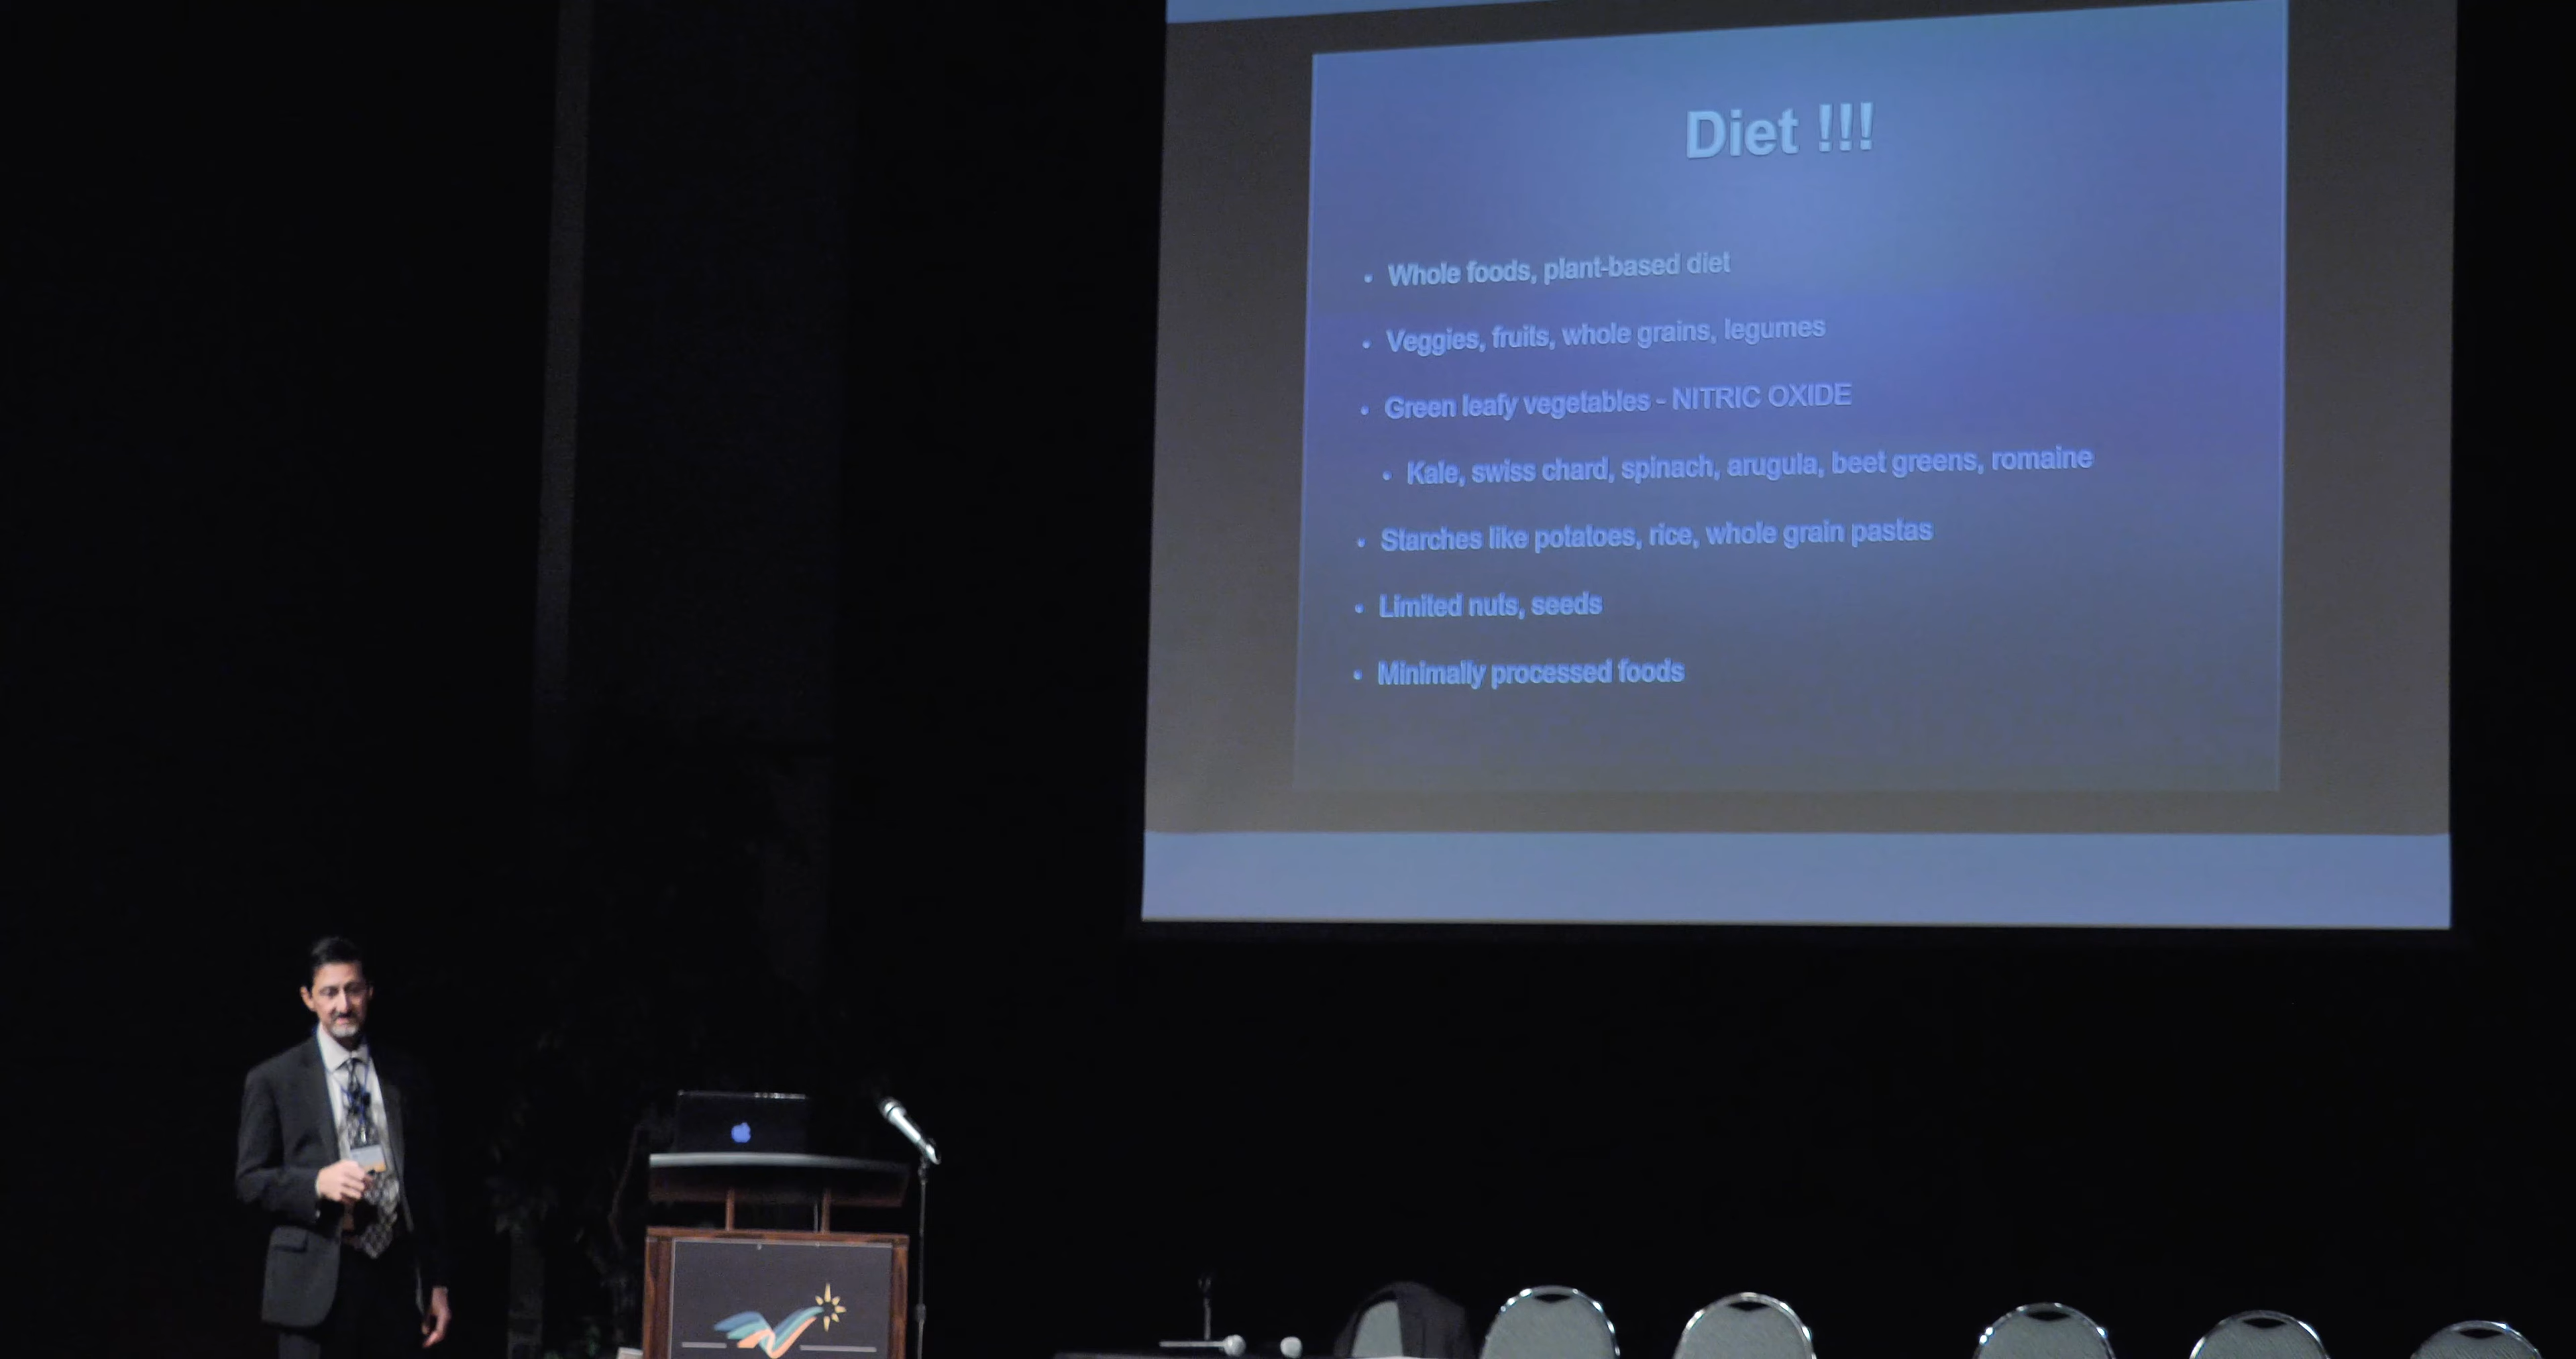 Diet !!!
• Whole foods, plant-based diet
• Veggies, fruits, whole grains, legumes
• Green leafy vegetables - NITRIC OXIDE
• Kale, swiss chard, spinach, arugula, beet greens, romaine
• Starches like potatoes, rice, whole grain pastas
• Limited nuts, seeds
• Minimally processed foods